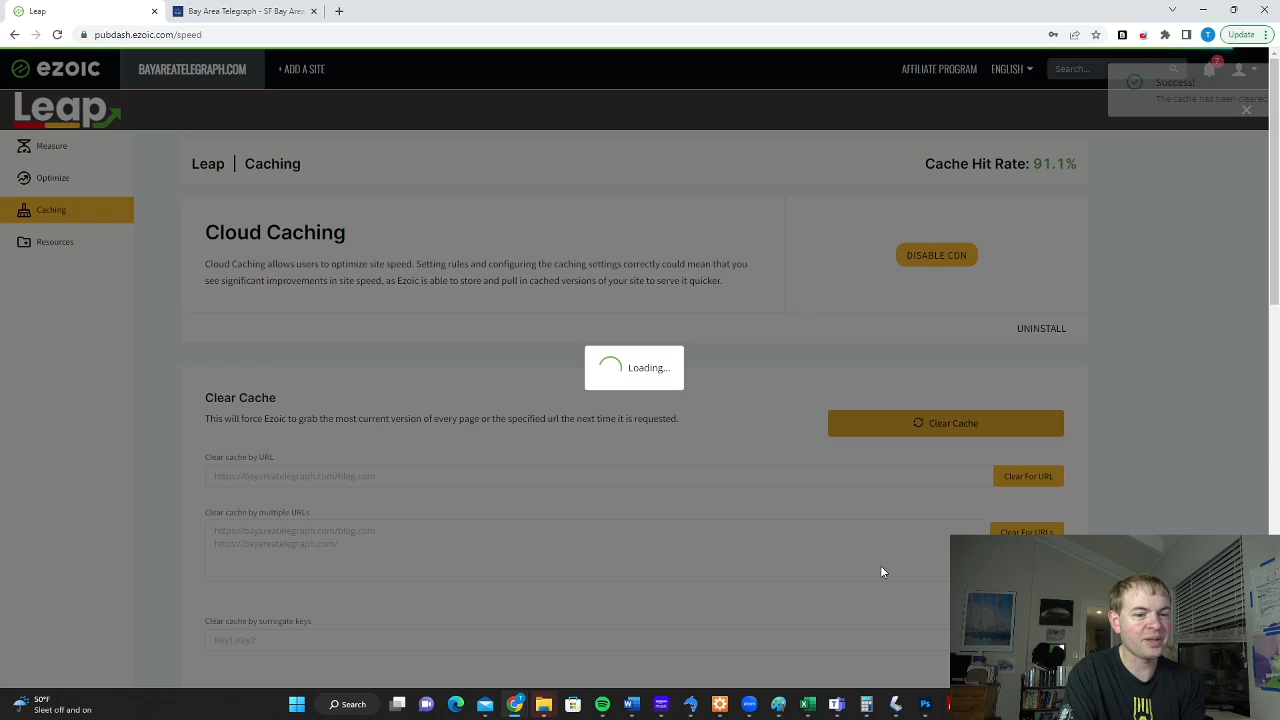 Leap
Bay Area Telegraph - SF Bay Area
pubdash.ezoic.com/speed
Update
ezoic
BAYAREATELEGRAPH.COM
+ ADD A SITE
AFFILIATE PROGRAM
ENGLISH
Search...
7
Success!
The cache has been cleared
Leap
Measure
Optimize
Caching
Resources
Leap | Caching
Cache Hit Rate: 91.1%
Cloud Caching
Cloud Caching allows users to optimize site speed. Setting rules and configuring the caching settings correctly could mean that you
see significant improvements in site speed, as Ezoic is able to store and pull in cached versions of your site to serve it quicker.
DISABLE CDN
UNINSTALL
Loading...
Clear Cache
This will force Ezoic to grab the most current version of every page or the specified url the next time it is requested.
Clear Cache
Clear cache by URL
https://bayareatelegraph.com/blog.com
Clear For URL
Clear cache by multiple URLs
https://bayareatelegraph.com/blog.com
https://bayareatelegraph.com/
Clear For URLs
Clear cache by surrogate keys
Key1,Key2
50°F
Sleet off and on
Search